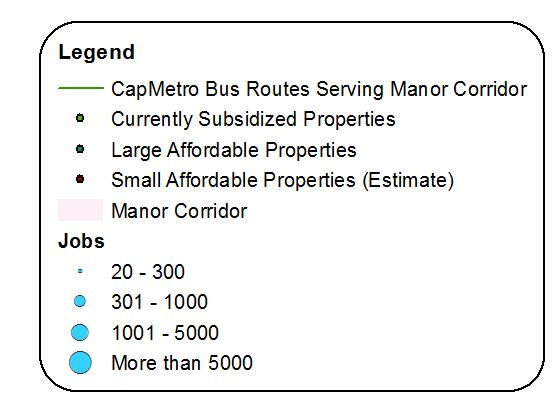 Legend
CapMetro Bus Routes Serving Manor Corridor
Currently Subsidized Properties
Large Affordable Properties
Small Affordable Properties (Estimate)
Manor Corridor
Jobs
20 - 300
301 - 1000
1001 - 5000
More than 5000